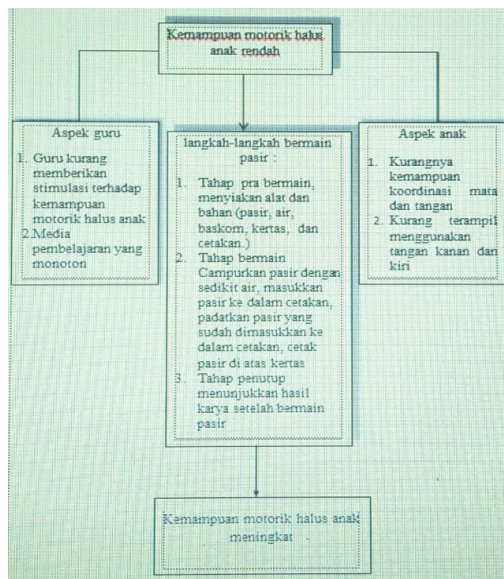 Kemampuan motorik halus
anak rendah
Aspek guru
1. Guru kurang
memberikan
stimulasi terhadap
kemampuan
motorik halus anak
2.Media
pembelajaran yang
monoton
langkah-langkah bermain
pasir :
1. Tahap pra bermain,
menyiakan alat dan
bahan (pasir, air,
baskom, kertas, dan
cetakan.)
2. Tahap bermain
Campurkan pasir dengan
sedikit air, masukkan
pasir ke dalam cetakan,
padatkan pasir yang
sudah dimasukkan ke
dalam cetakan, cetak
pasir di atas kertas
3. Tahap penutup
menunjukkan hasil
karya setelah bermain
pasir
Aspek anak
1. Kurangnya
kemampuan
koordinasi mata
dan tangan
2. Kurang terampil
menggunakan
tangan kanan dan
kiri
Kemampuan motorik halus anak
meningkat